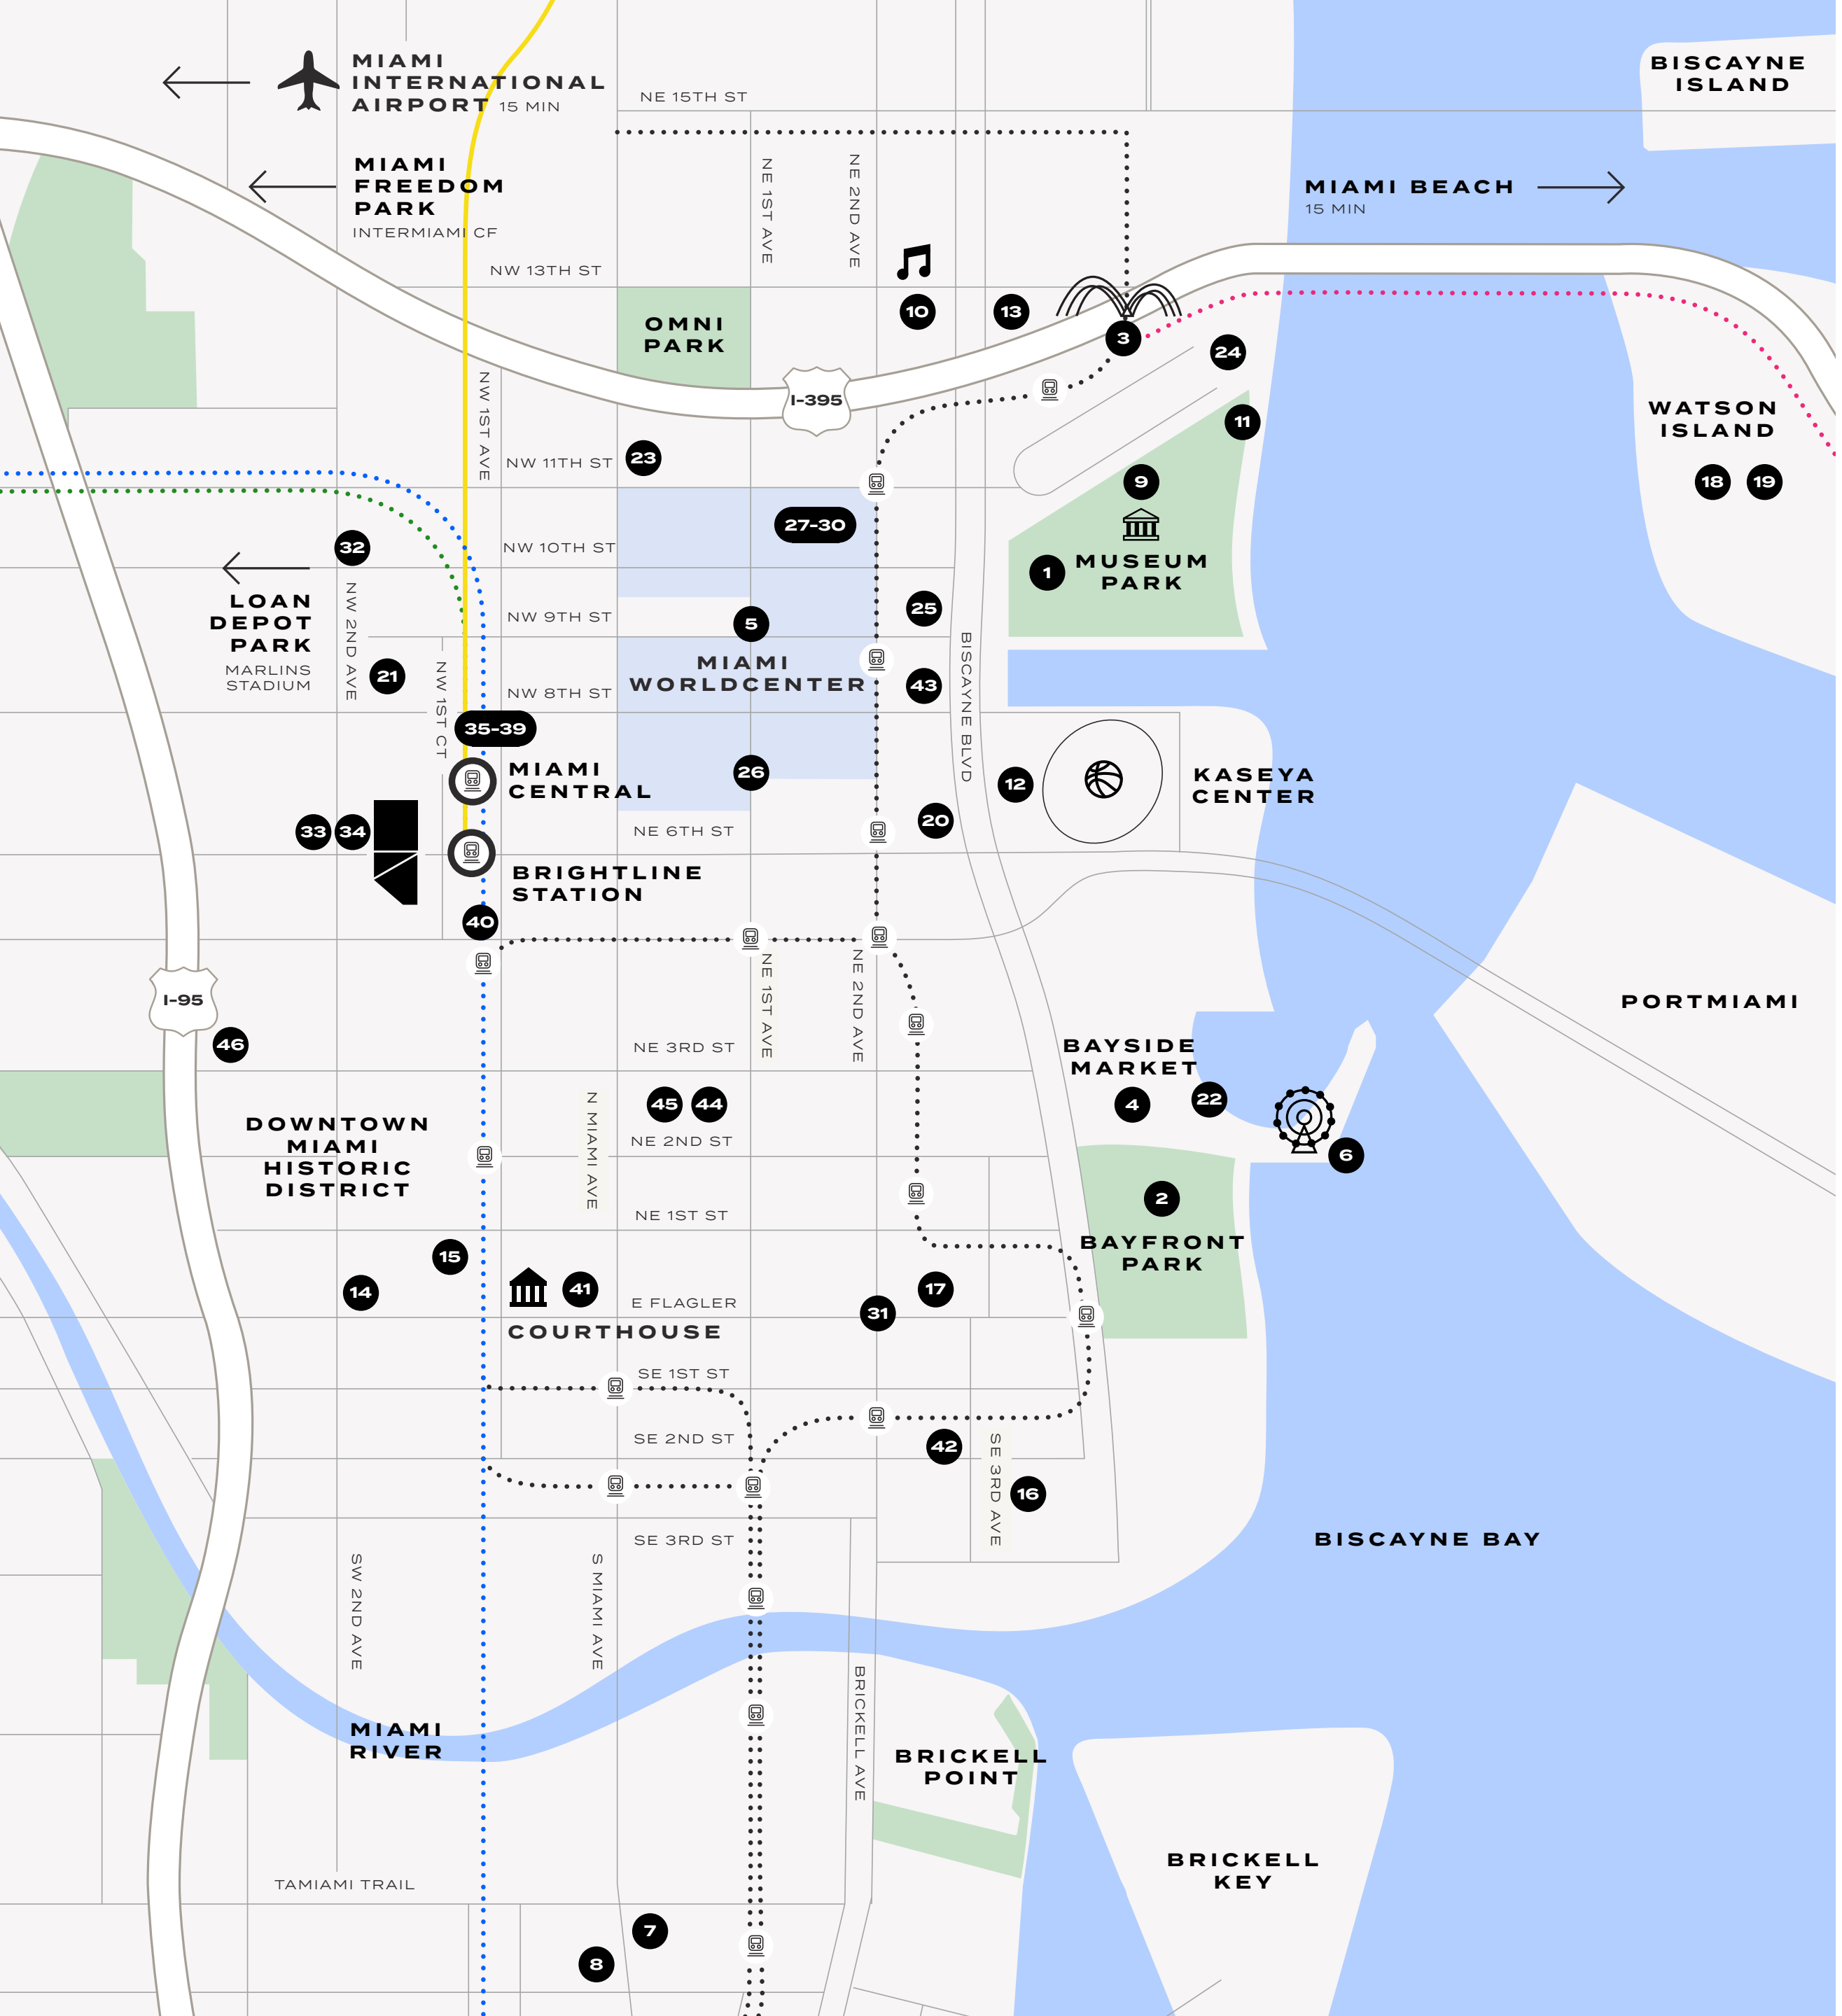 MIAMI
INTERNATIONAL
AIRPORT 15 MIN
BISCAYNE
ISLAND
NE 15TH ST
MIAMI
FREEDOM
PARK
INTERMIAMI CF
NE 1ST AVE
NE 2ND AVE
MIAMI BEACH
15 MIN
NW 13TH ST
10
13
OMNI
PARK
3
24
I-395
NW 1ST AVE
11
WATSON
ISLAND
NW 11TH ST
23
9
18
19
27-30
32
NW 10TH ST
MUSEUM
PARK
1
LOAN
DEPOT
PARK
MARLINS
STADIUM
NW 2ND AVE
NW 9TH ST
5
25
21
NW 1ST CT
MIAMI
WORLDCENTER
NW 8TH ST
43
BISCAYNE BLVD
35-39
MIAMI
CENTRAL
26
12
KASEYA
CENTER
33
34
NE 6TH ST
20
BRIGHTLINE
STATION
40
I-95
NE 1ST AVE
NE 2ND AVE
PORTMIAMI
46
NE 3RD ST
BAYSIDE
MARKET
45
44
4
22
N MIAMI AVE
DOWNTOWN
MIAMI
HISTORIC
DISTRICT
NE 2ND ST
6
2
NE 1ST ST
BAYFRONT
PARK
15
14
41
E FLAGLER
31
17
COURTHOUSE
SE 1ST ST
SE 2ND ST
42
SE 3RD AVE
16
SE 3RD ST
BISCAYNE BAY
SW 2ND AVE
S MIAMI AVE
BRICKELL AVE
MIAMI
RIVER
BRICKELL
POINT
BRICKELL
KEY
TAMIAMI TRAIL
7
8